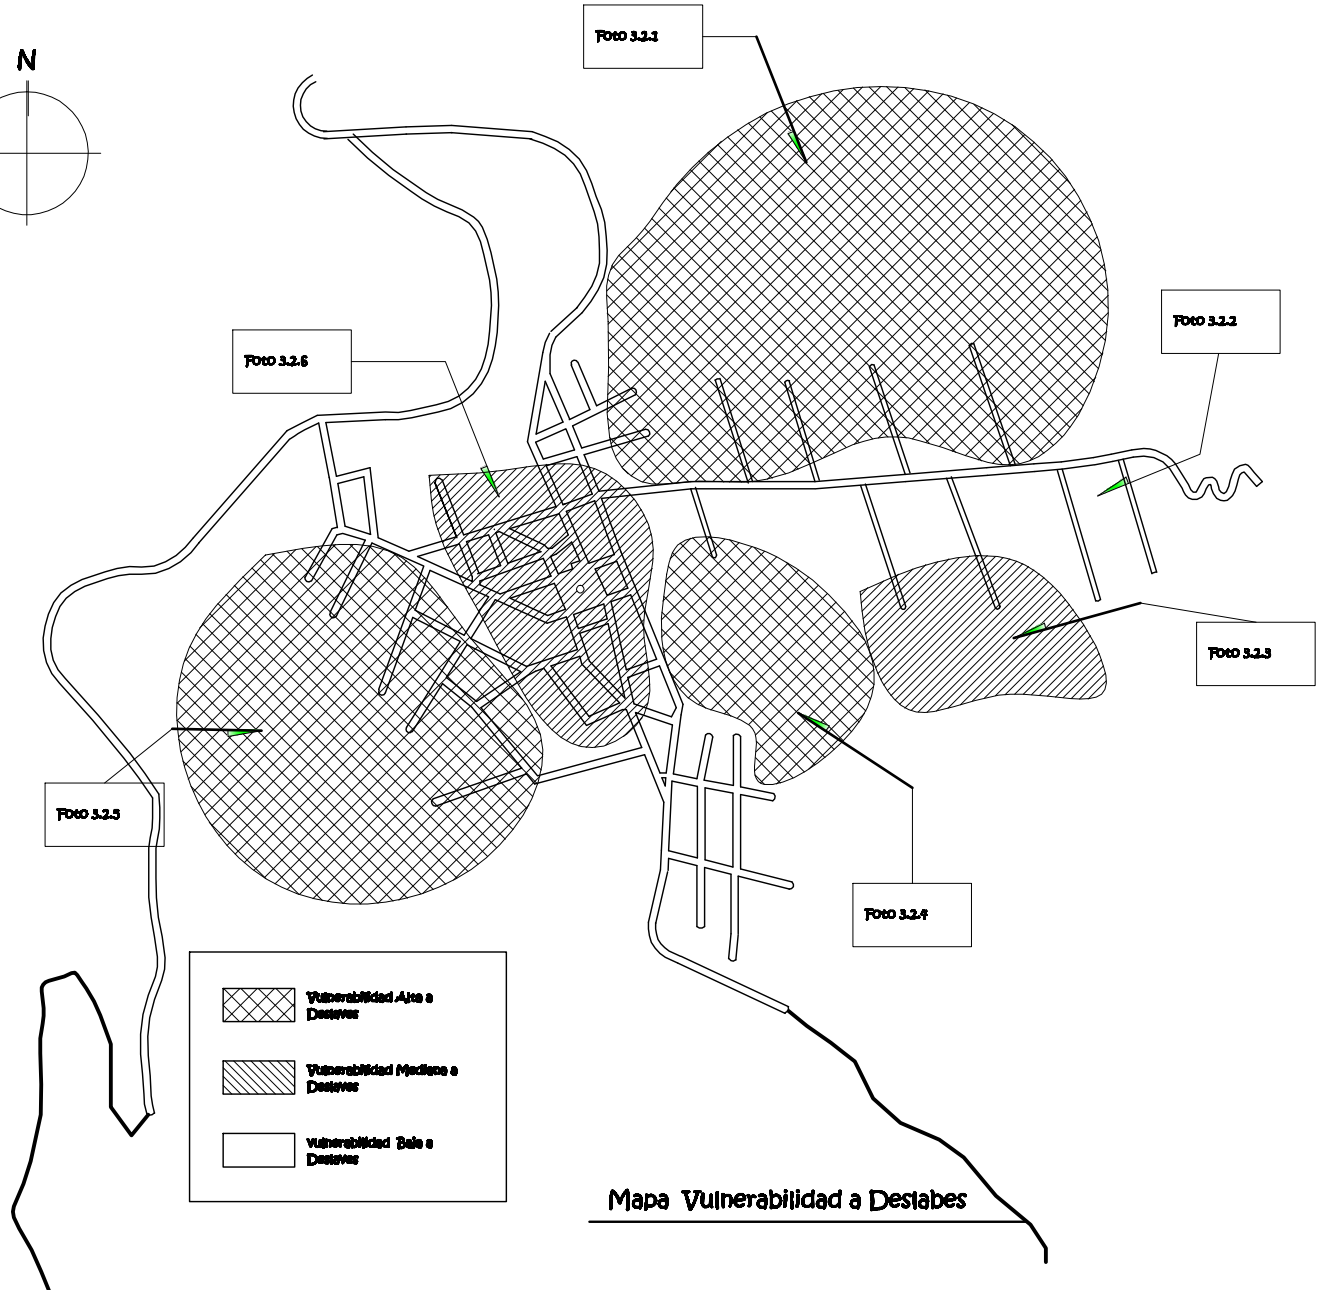 Foto 3.2.1
N
Foto 3.2.2
Foto 3.2.6
Foto 3.2.3
Foto 3.2.5
Foto 3.2.4
Vulnerabilidad Alta a
Deslaves
Vulnerabilidad Mediana a
Deslaves
vulnerabilidad Baja a
Deslaves
Mapa Vulnerabilidad a Deslabes